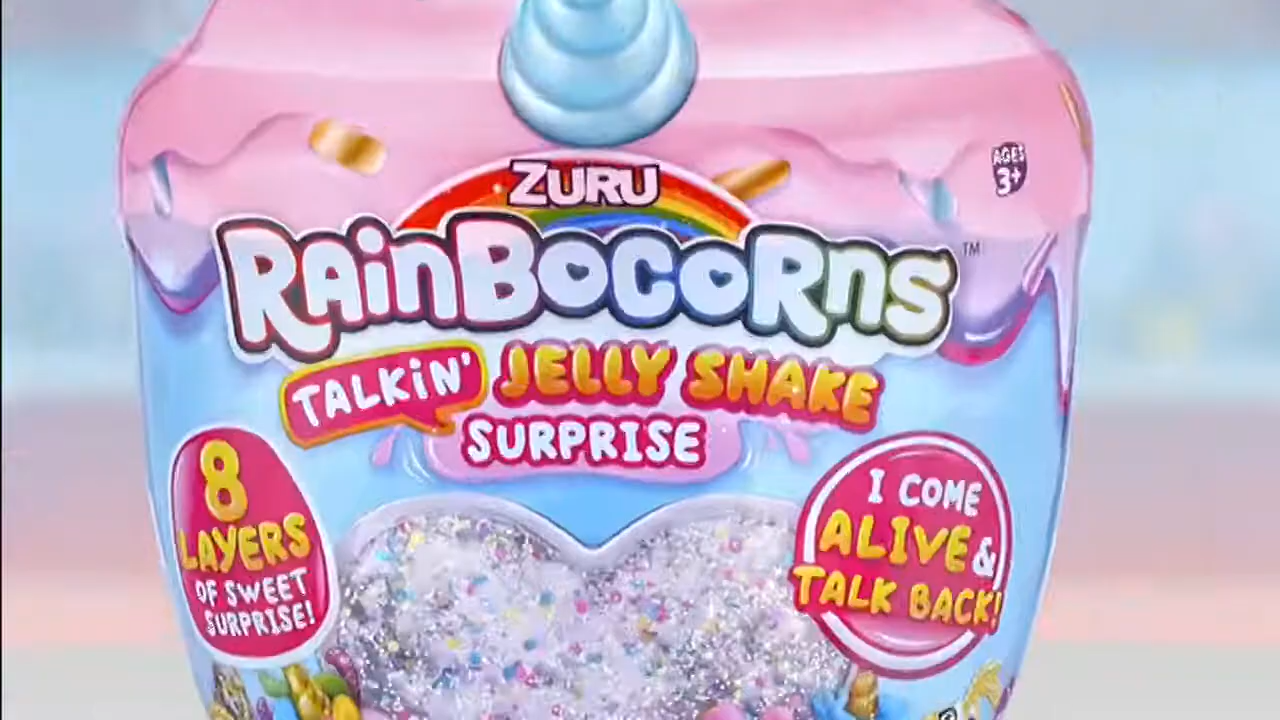 ZURU
RAINBOCORNS
TM
AGES
3+
TALKIN' JELLY SHAKE
SURPRISE
8
LAYERS
OF SWEET
SURPRISE!
I COME
ALIVE &
TALK BACK!